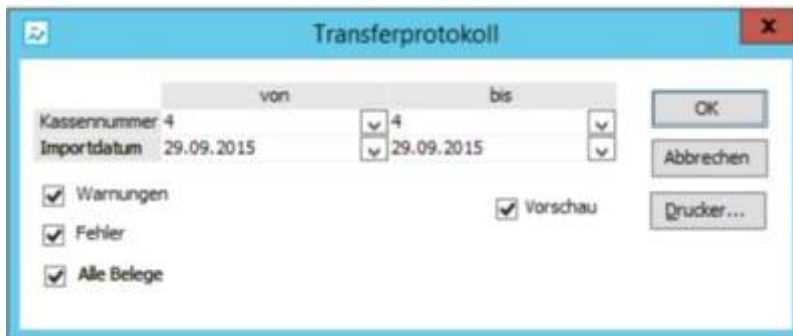 Transferprotokoll
x
von bis
Kassennummer 4 4 OK
Importdatum 29.09.2015 29.09.2015
Abbrechen
Warnungen
Vorschau Drucker...
Fehler
Alle Belege